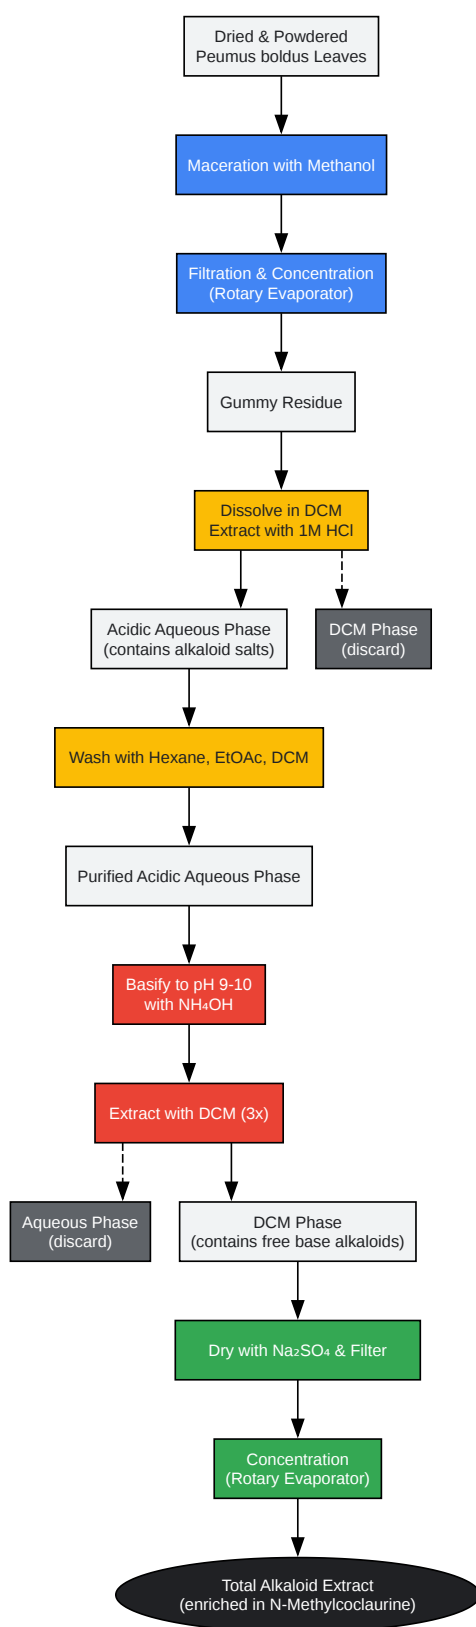 Dried & Powdered
Peumus boldus Leaves
Maceration with Methanol
Filtration & Concentration
(Rotary Evaporator)
Gummy Residue
Dissolve in DCM
Extract with 1M HCl
Acidic Aqueous Phase
(contains alkaloid salts)
DCM Phase
(discard)
Wash with Hexane, EtOAc, DCM
Purified Acidic Aqueous Phase
Basify to pH 9-10
with NH₄OH
Extract with DCM (3x)
Aqueous Phase
(discard)
DCM Phase
(contains free base alkaloids)
Dry with Na₂SO₄ & Filter
Concentration
(Rotary Evaporator)
Total Alkaloid Extract
(enriched in N-Methylcoclaurine)